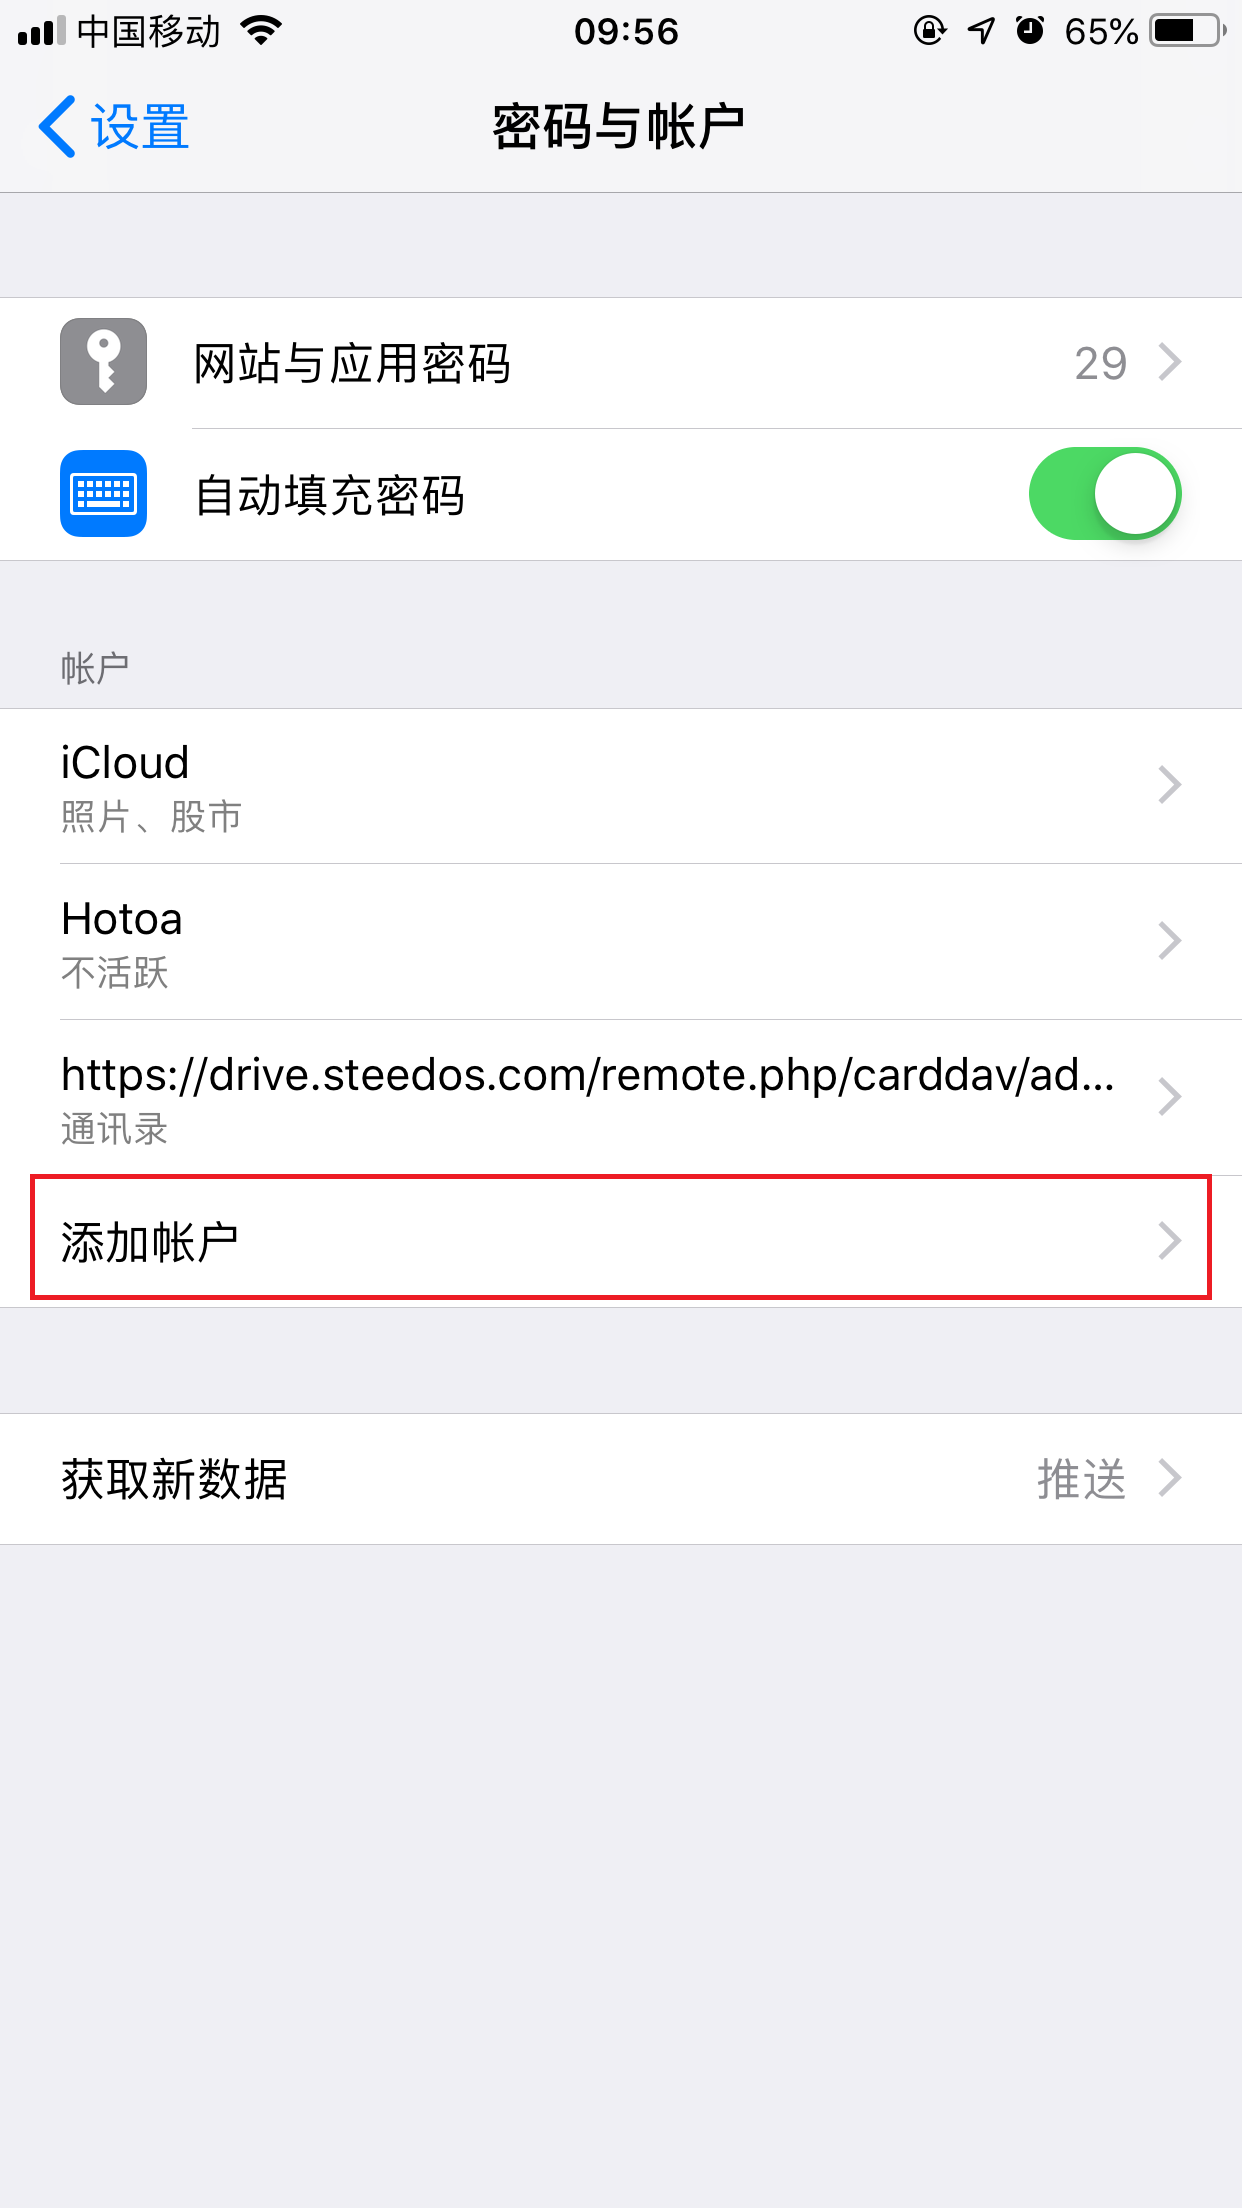 中国移动 09:56 65%
设置 密码与帐户
网站与应用密码 29
自动填充密码
帐户
iCloud
照片、股市
Hotoa
不活跃
https://drive.steedos.com/remote.php/carddav/ad...
通讯录
添加帐户
获取新数据 推送